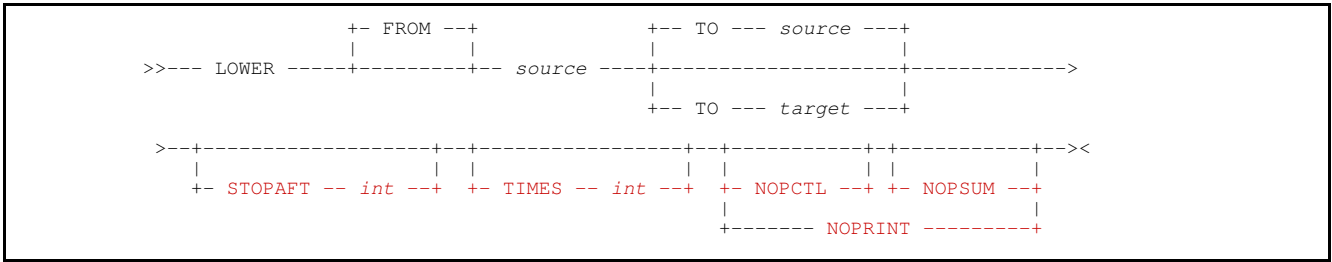 +- FROM --+ +-- TO --- source ---+
| | | |
>>--- LOWER -----+---------+-- source ----+--------------------+------------->
| |
+-- TO --- target ---+
>--+------------------+--+----------------+--+-----------+-+-----------+--><
| | | | | | | |
+- STOPAFT -- int --+ +- TIMES -- int --+ +- NOPCTL --+ +- NOPSUM --+
| |
+------- NOPRINT ---------+